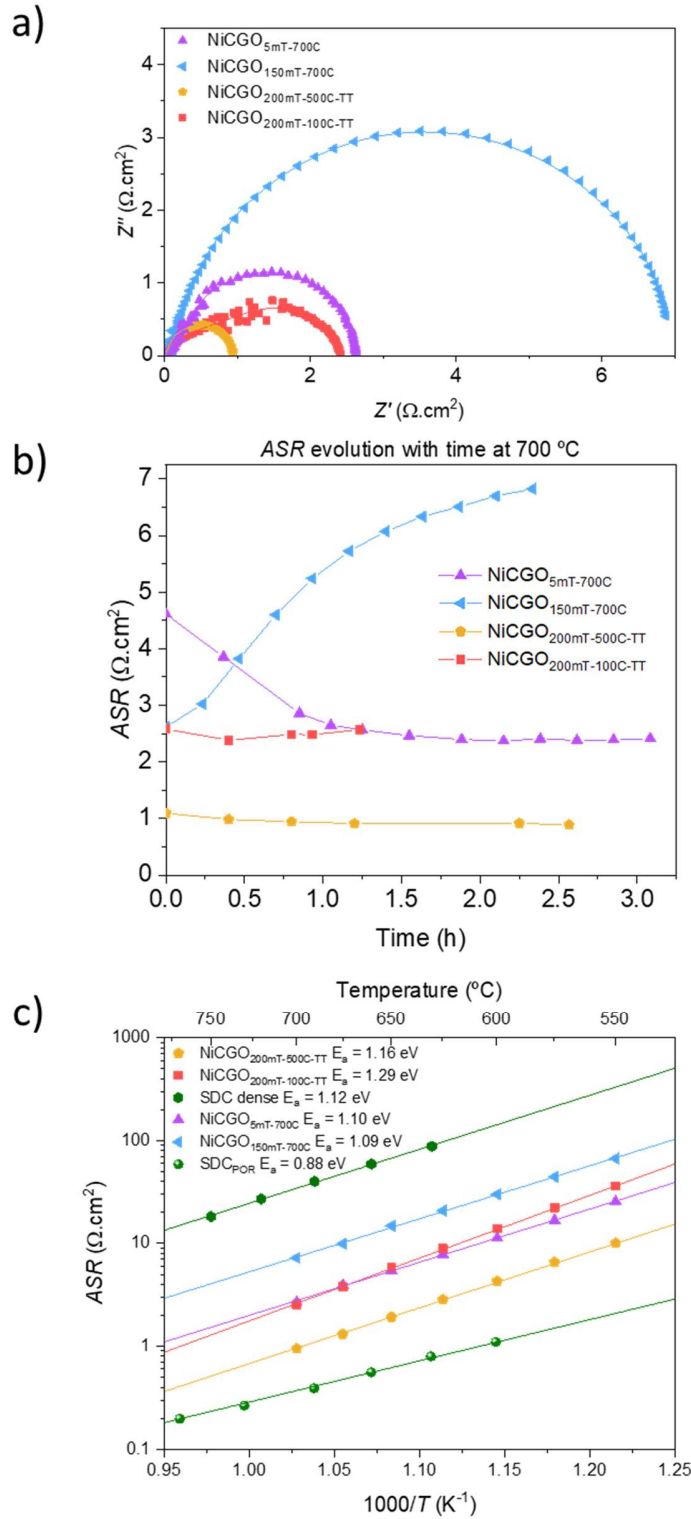 a)
NiCGO5mT-700C
NiCGO150mT-700C
NiCGO200mT-500C-TT
NiCGO200mT-100C-TT
4
3
2
1
0
Z'' (Ω.cm2)
0 2 4 6
Z' (Ω.cm2)
b)
ASR evolution with time at 700 ºC
7
6
5
4
3
2
1
0
ASR (Ω.cm2)
NiCGO5mT-700C
NiCGO150mT-700C
NiCGO200mT-500C-TT
NiCGO200mT-100C-TT
0.0 0.5 1.0 1.5 2.0 2.5 3.0
Time (h)
c)
Temperature (ºC)
750 700 650 600 550
1000
100
10
1
0.1
ASR (Ω.cm2)
NiCGO200mT-500C-TT Ea = 1.16 eV
NiCGO200mT-100C-TT Ea = 1.29 eV
SDC dense Ea = 1.12 eV
NiCGO5mT-700C Ea = 1.10 eV
NiCGO150mT-700C Ea = 1.09 eV
SDCPOR Ea = 0.88 eV
0.95 1.00 1.05 1.10 1.15 1.20 1.25
1000/T (K-1)